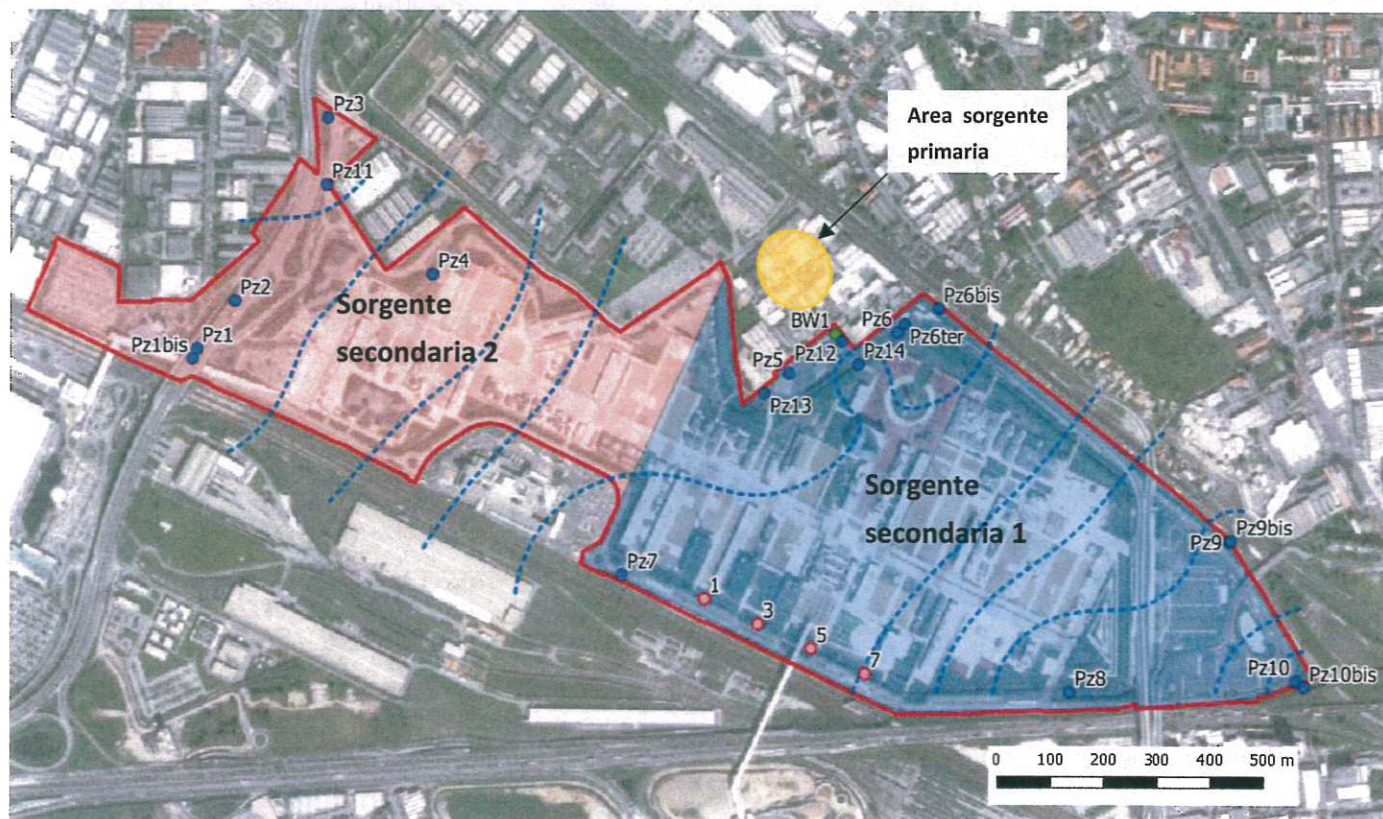 Area sorgente
primaria
Pz3
Pz11
Pz4
Pz2
Sorgente
secondaria 2
Pz1
Pz1bis
BW1
Pz6
Pz6bis
Pz6ter
Pz12
Pz14
Pz5
Pz13
Sorgente
secondaria 1
Pz9bis
Pz9
Pz7
1
3
5
7
Pz8
Pz10
Pz10bis
0 100 200 300 400 500 m